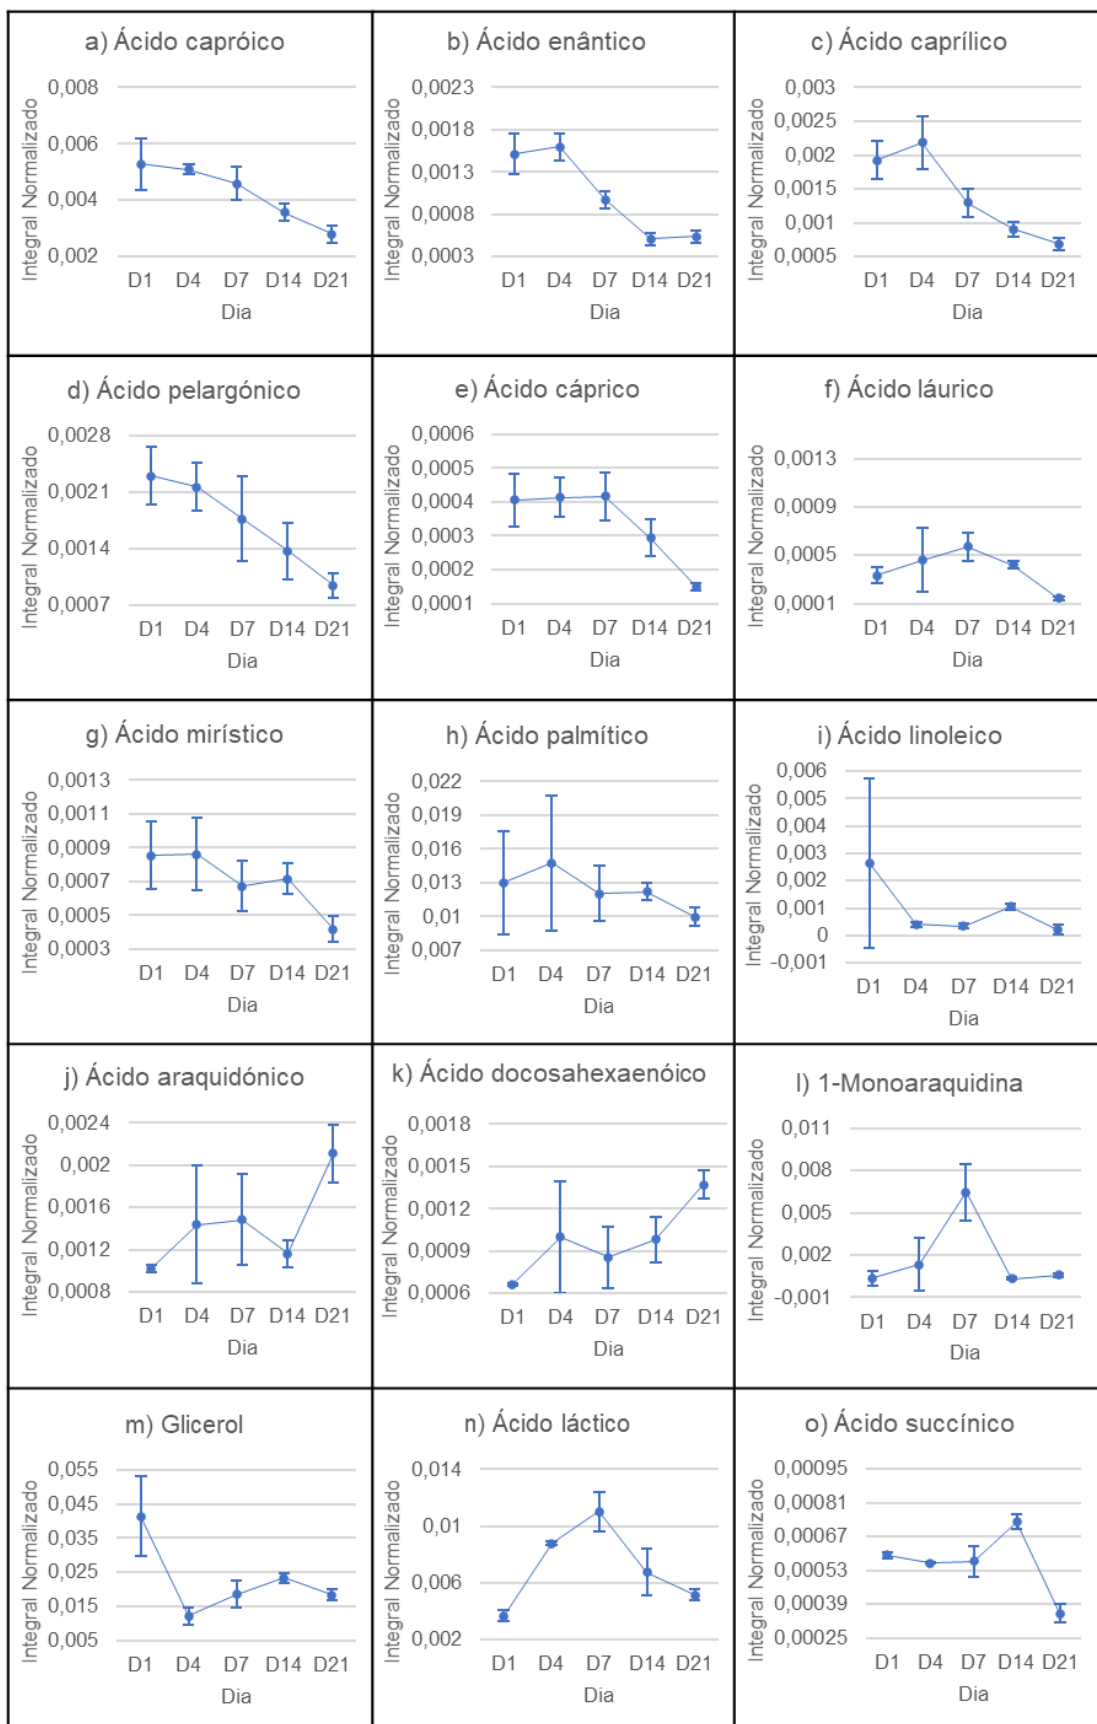 a) Ácido capróico
Integral Normalizado
0,008
0,006
0,004
0,002
D1 D4 D7 D14 D21
Dia
b) Ácido enântico
Integral Normalizado
0,0023
0,0018
0,0013
0,0008
0,0003
D1 D4 D7 D14 D21
Dia
c) Ácido caprílico
Integral Normalizado
0,003
0,0025
0,002
0,0015
0,001
0,0005
D1 D4 D7 D14 D21
Dia
d) Ácido pelargónico
Integral Normalizado
0,0028
0,0021
0,0014
0,0007
D1 D4 D7 D14 D21
Dia
e) Ácido cáprico
Integral Normalizado
0,0006
0,0005
0,0004
0,0003
0,0002
0,0001
D1 D4 D7 D14 D21
Dia
f) Ácido láurico
Integral Normalizado
0,0013
0,0009
0,0005
0,0001
D1 D4 D7 D14 D21
Dia
g) Ácido mirístico
Integral Normalizado
0,0013
0,0011
0,0009
0,0007
0,0005
0,0003
D1 D4 D7 D14 D21
Dia
h) Ácido palmítico
Integral Normalizado
0,022
0,019
0,016
0,013
0,01
0,007
D1 D4 D7 D14 D21
Dia
i) Ácido linoleico
Integral Normalizado
0,006
0,005
0,004
0,003
0,002
0,001
0
-0,001
D1 D4 D7 D14 D21
Dia
j) Ácido araquidónico
Integral Normalizado
0,0024
0,002
0,0016
0,0012
0,0008
D1 D4 D7 D14 D21
Dia
k) Ácido docosahexaenóico
Integral Normalizado
0,0018
0,0015
0,0012
0,0009
0,0006
D1 D4 D7 D14 D21
Dia
l) 1-Monoaraquidina
Integral Normalizado
0,011
0,008
0,005
0,002
-0,001
D1 D4 D7 D14 D21
Dia
m) Glicerol
Integral Normalizado
0,055
0,045
0,035
0,025
0,015
0,005
D1 D4 D7 D14 D21
Dia
n) Ácido láctico
Integral Normalizado
0,014
0,01
0,006
0,002
D1 D4 D7 D14 D21
Dia
o) Ácido succínico
Integral Normalizado
0,00095
0,00081
0,00067
0,00053
0,00039
0,00025
D1 D4 D7 D14 D21
Dia